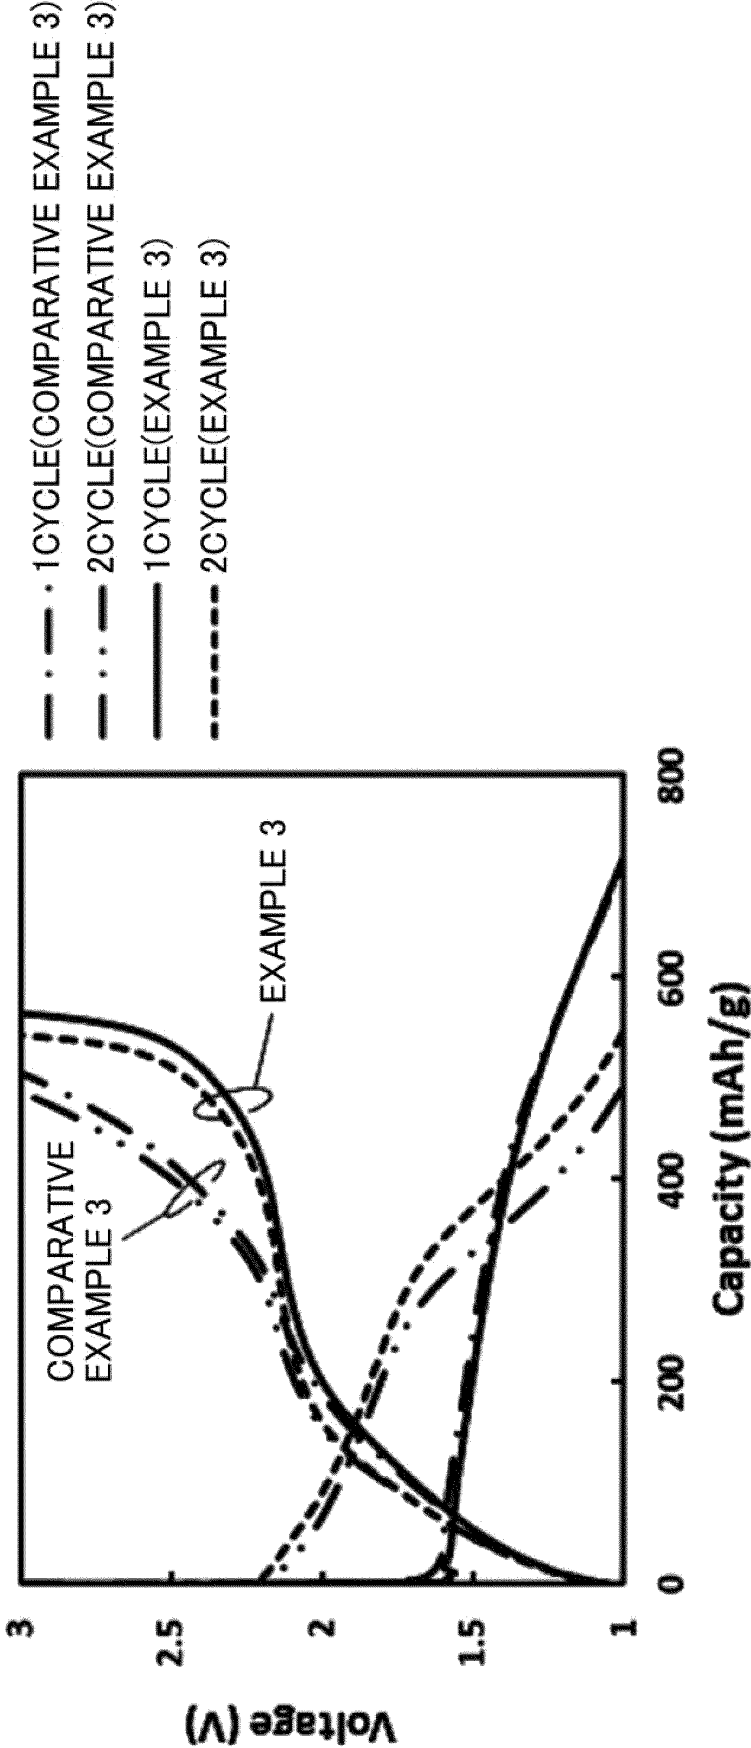 1CYCLE(COMPARATIVE EXAMPLE 3)
2CYCLE(COMPARATIVE EXAMPLE 3)
1CYCLE(EXAMPLE 3)
2CYCLE(EXAMPLE 3)
COMPARATIVE
EXAMPLE 3
EXAMPLE 3
Voltage (V)
3
2.5
2
1.5
1
0
200
400
600
800
Capacity (mAh/g)